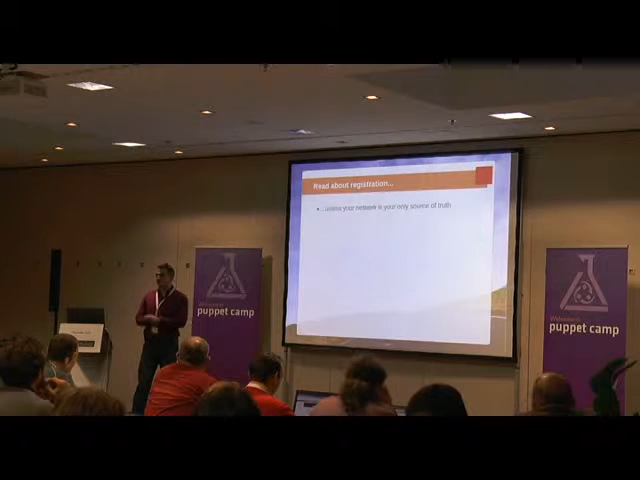 Read about registration...
...unless your network is your only source of truth
Welcome to
puppet camp
Welcome to
puppet camp